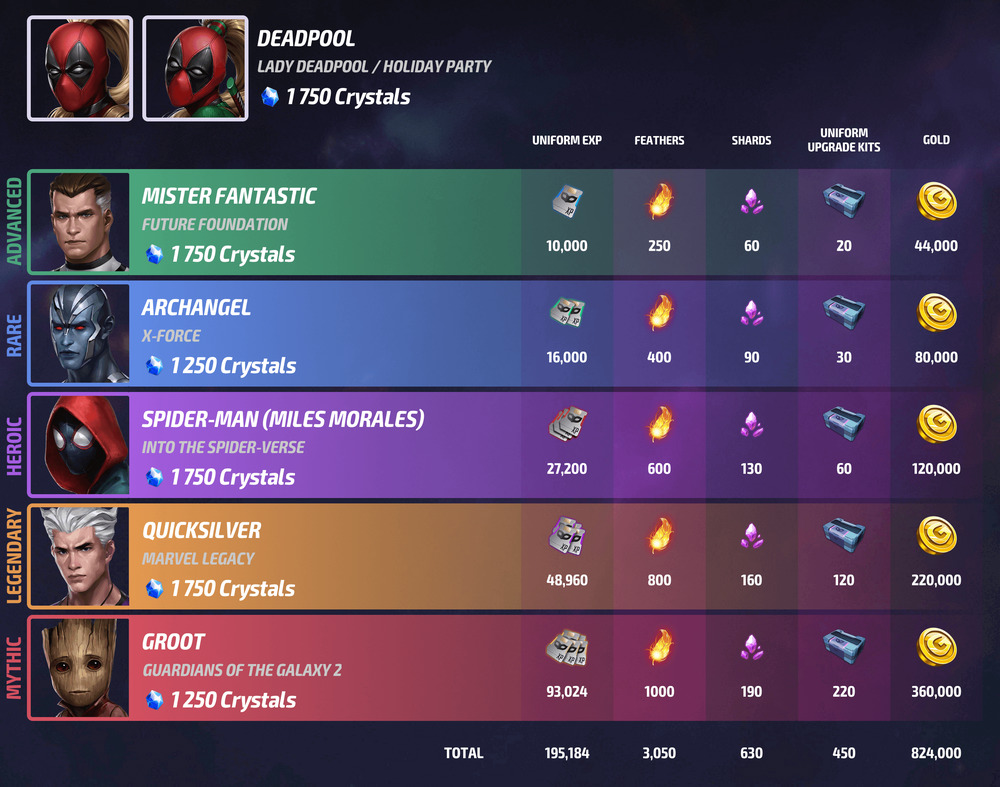 DEADPOOL
LADY DEADPOOL / HOLIDAY PARTY
1 750 Crystals
UNIFORM EXP
FEATHERS
SHARDS
UNIFORM
UPGRADE KITS
GOLD
ADVANCED
MISTER FANTASTIC
FUTURE FOUNDATION
1 750 Crystals
10,000
250
60
20
44,000
RARE
ARCHANGEL
X-FORCE
1 250 Crystals
16,000
400
90
30
80,000
HEROIC
SPIDER-MAN (MILES MORALES)
INTO THE SPIDER-VERSE
1 750 Crystals
27,200
600
130
60
120,000
LEGENDARY
QUICKSILVER
MARVEL LEGACY
1 750 Crystals
48,960
800
160
120
220,000
MYTHIC
GROOT
GUARDIANS OF THE GALAXY 2
1 250 Crystals
93,024
1000
190
220
360,000
TOTAL
195,184
3,050
630
450
824,000